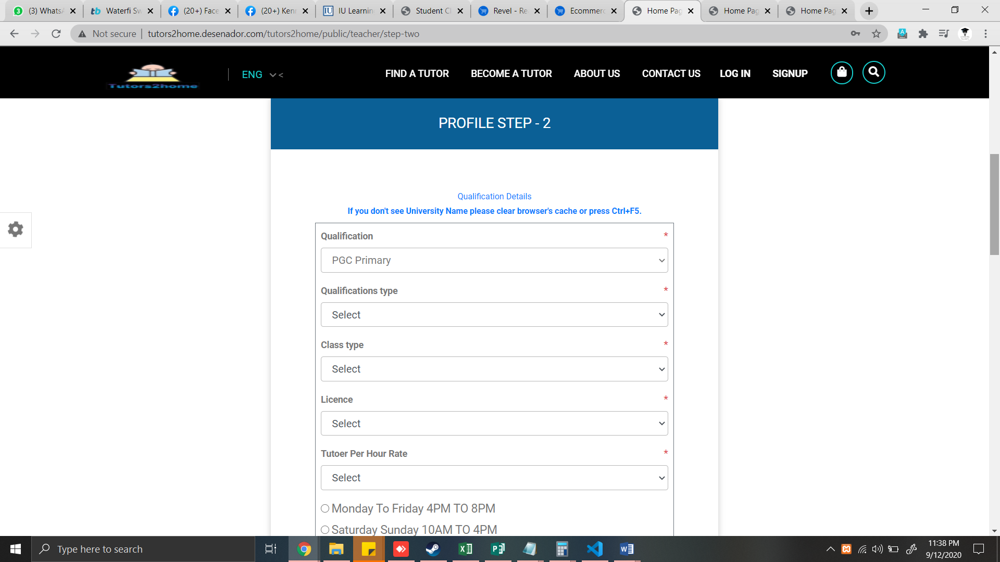 (3) Whats
Waterfi Sw
(20+) Face
(20+) Ken
IU Learnin
Student C
Revel - Re
Ecommerc
Home Pag
Home Pag
Home Pag
Not secure
tutors2home.desenador.com/tutors2home/public/teacher/step-two
Tutors2home
ENG
<
FIND A TUTOR
BECOME A TUTOR
ABOUT US
CONTACT US
LOG IN
SIGNUP
PROFILE STEP - 2
Qualification Details
If you don't see University Name please clear browser's cache or press Ctrl+F5.
Qualification *
PGC Primary
Qualifications type *
Select
Class type *
Select
Licence *
Select
Tutoer Per Hour Rate *
Select
Monday To Friday 4PM TO 8PM
Saturday Sunday 10AM TO 4PM
Type here to search
11:38 PM
9/12/2020